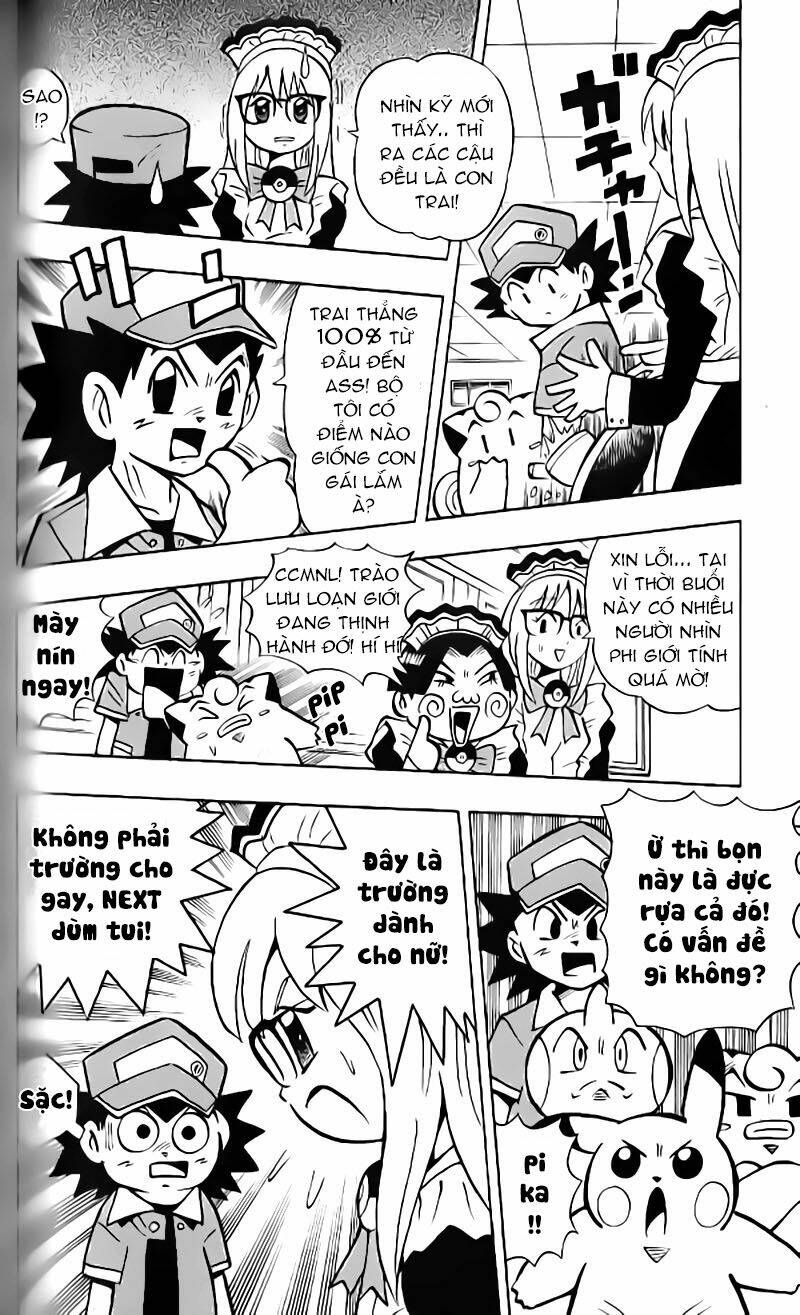 ガチャーン
NHÌN KỸ MỚI
THẤY.. THÌ
RA CÁC CẬU
ĐỀU LÀ CON
TRAI!
SAO
!?
TRAI THẲNG
100% TỪ
ĐẦU ĐẾN
ASS! BỘ
TÔI CÓ
ĐIỂM NÀO
GIỐNG CON
GÁI LẮM
À?
XIN LỖI... TẠI
VÌ THỜI BUỔI
NÀY CÓ NHIỀU
NGƯỜI NHÌN
PHI GIỚI TÍNH
QUÁ MỜ!
CCMNL! TRÀO
LƯU LOẠN GIỚI
ĐANG THỊNH
HÀNH ĐỚ! HÍ HÍ
PiP
Pi
Mày
nín
ngay!
Ừ thì bọn
này là đực
rựa cả đó!
Có vấn đề
gì không?
Pi
ka
!!
Đây là
trường
dành
cho nữ!
Không phải
trường cho
gay, NEXT
dùm tui!
Sặc!